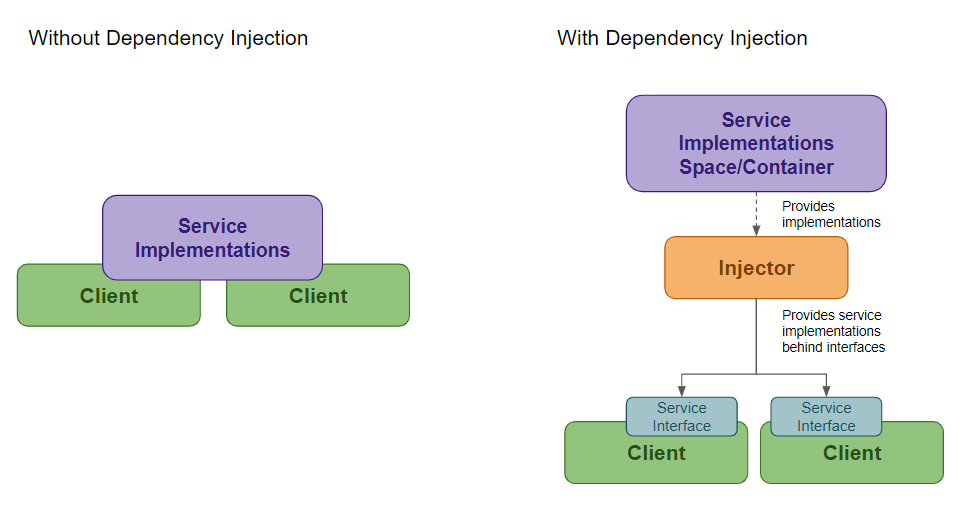 Without Dependency Injection
With Dependency Injection
Service
Implementations
Client
Client
Service
Implementations
Space/Container
Provides
implementations
Injector
Provides service
implementations
behind interfaces
Service
Interface
Service
Interface
Client
Client